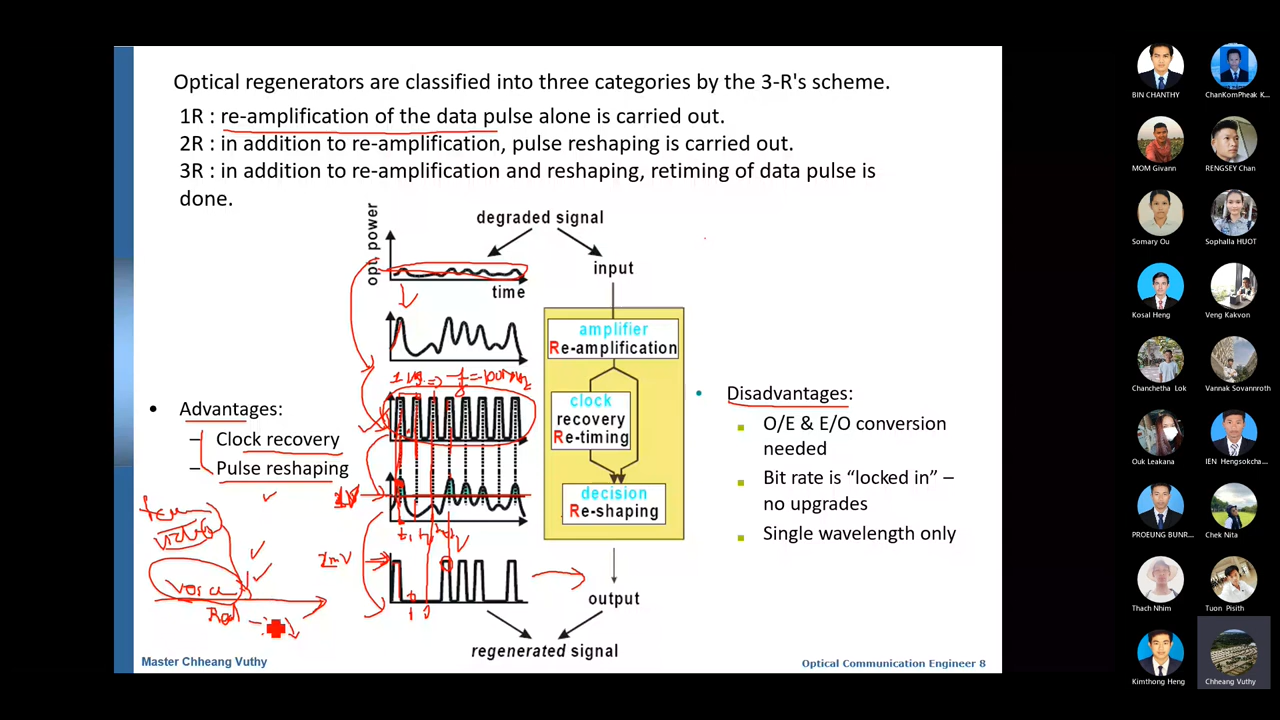 Optical regenerators are classified into three categories by the 3-R's scheme.
1R : re-amplification of the data pulse alone is carried out.
2R : in addition to re-amplification, pulse reshaping is carried out.
3R : in addition to re-amplification and reshaping, retiming of data pulse is
done.
opt, power
degraded signal
input
time
amplifier
Re-amplification
clock
recovery
Re-timing
decision
Re-shaping
output
regenerated signal
• Advantages:
– Clock recovery
– Pulse reshaping
• Disadvantages:
O/E & E/O conversion
needed
Bit rate is “locked in” –
no upgrades
Single wavelength only
Master Chheang Vuthy
Optical Communication Engineer 8
BIN CHANTHY
ChanKomPheak K...
MOM Givann
RENGSEY Chan
Somary Ou
Sophalla HUOT
Kosal Heng
Veng Kakvon
Chanchetha Lok
Vannak Sovannroth
Ouk Leakana
IEN Hengsokcha...
PROEUNG BUNR...
Chek Nita
Thach Nhim
Tuon Pisith
Kimthong Heng
Chheang Vuthy